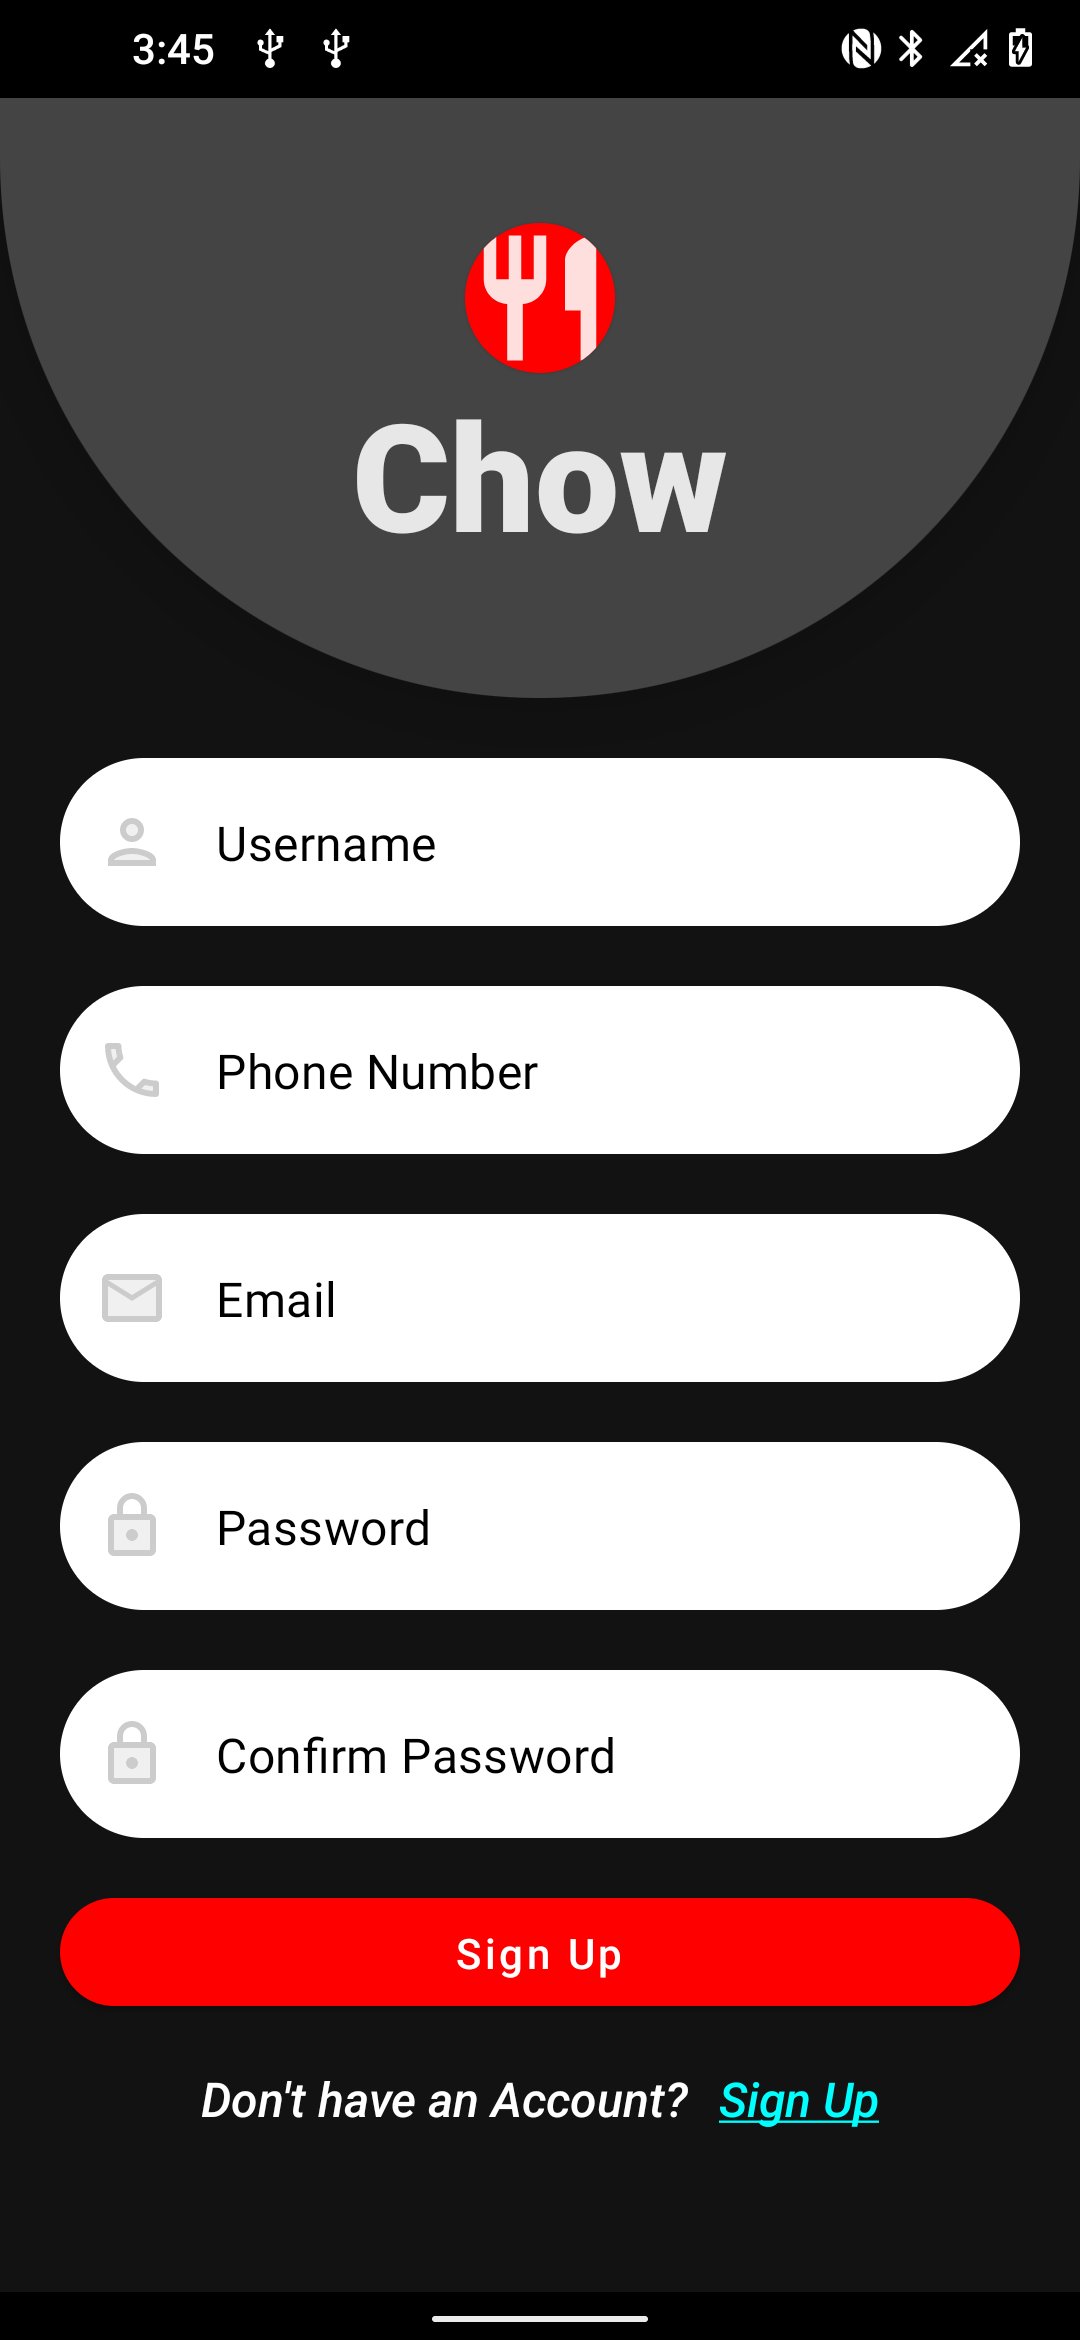 3:45
Chow
Username
Phone Number
Email
Password
Confirm Password
Sign Up
Don't have an Account? Sign Up